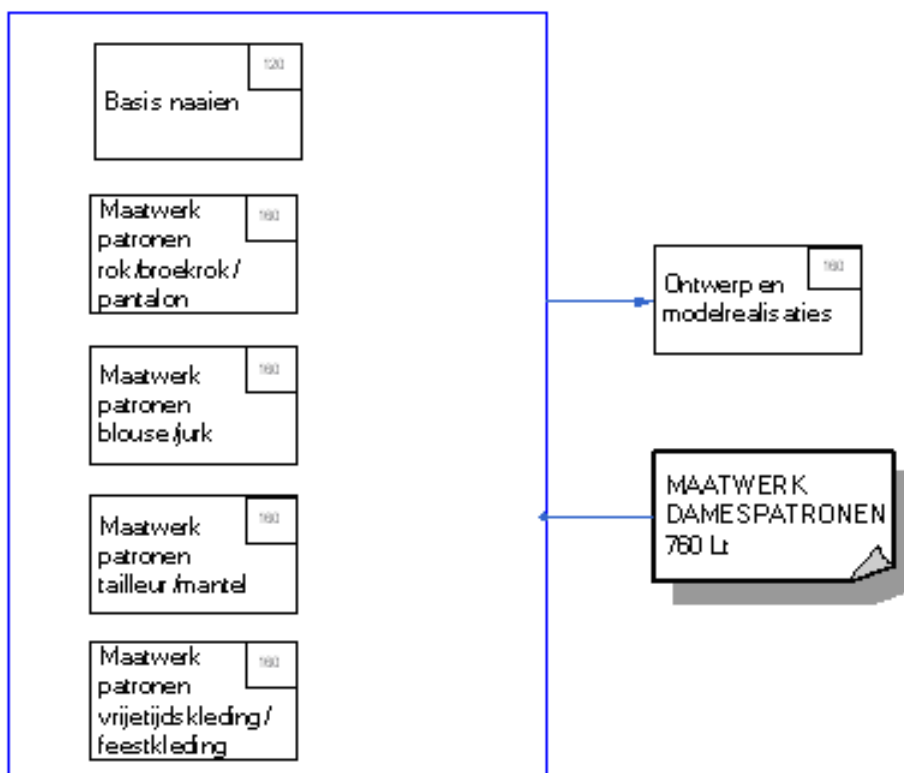 120
Basis naaien
Maatwerk
160
patronen
rok/broekrok/
pantalon
Maatwerk
160
patronen
blouse/jurk
Maatwerk
160
patronen
tailleur/mantel
Maatwerk
160
patronen
vrijetijdskleding/
feestkleding
160
Ontwerp en
modelrealisaties
MAATWERK
DAMESPATRONEN
760 Lt